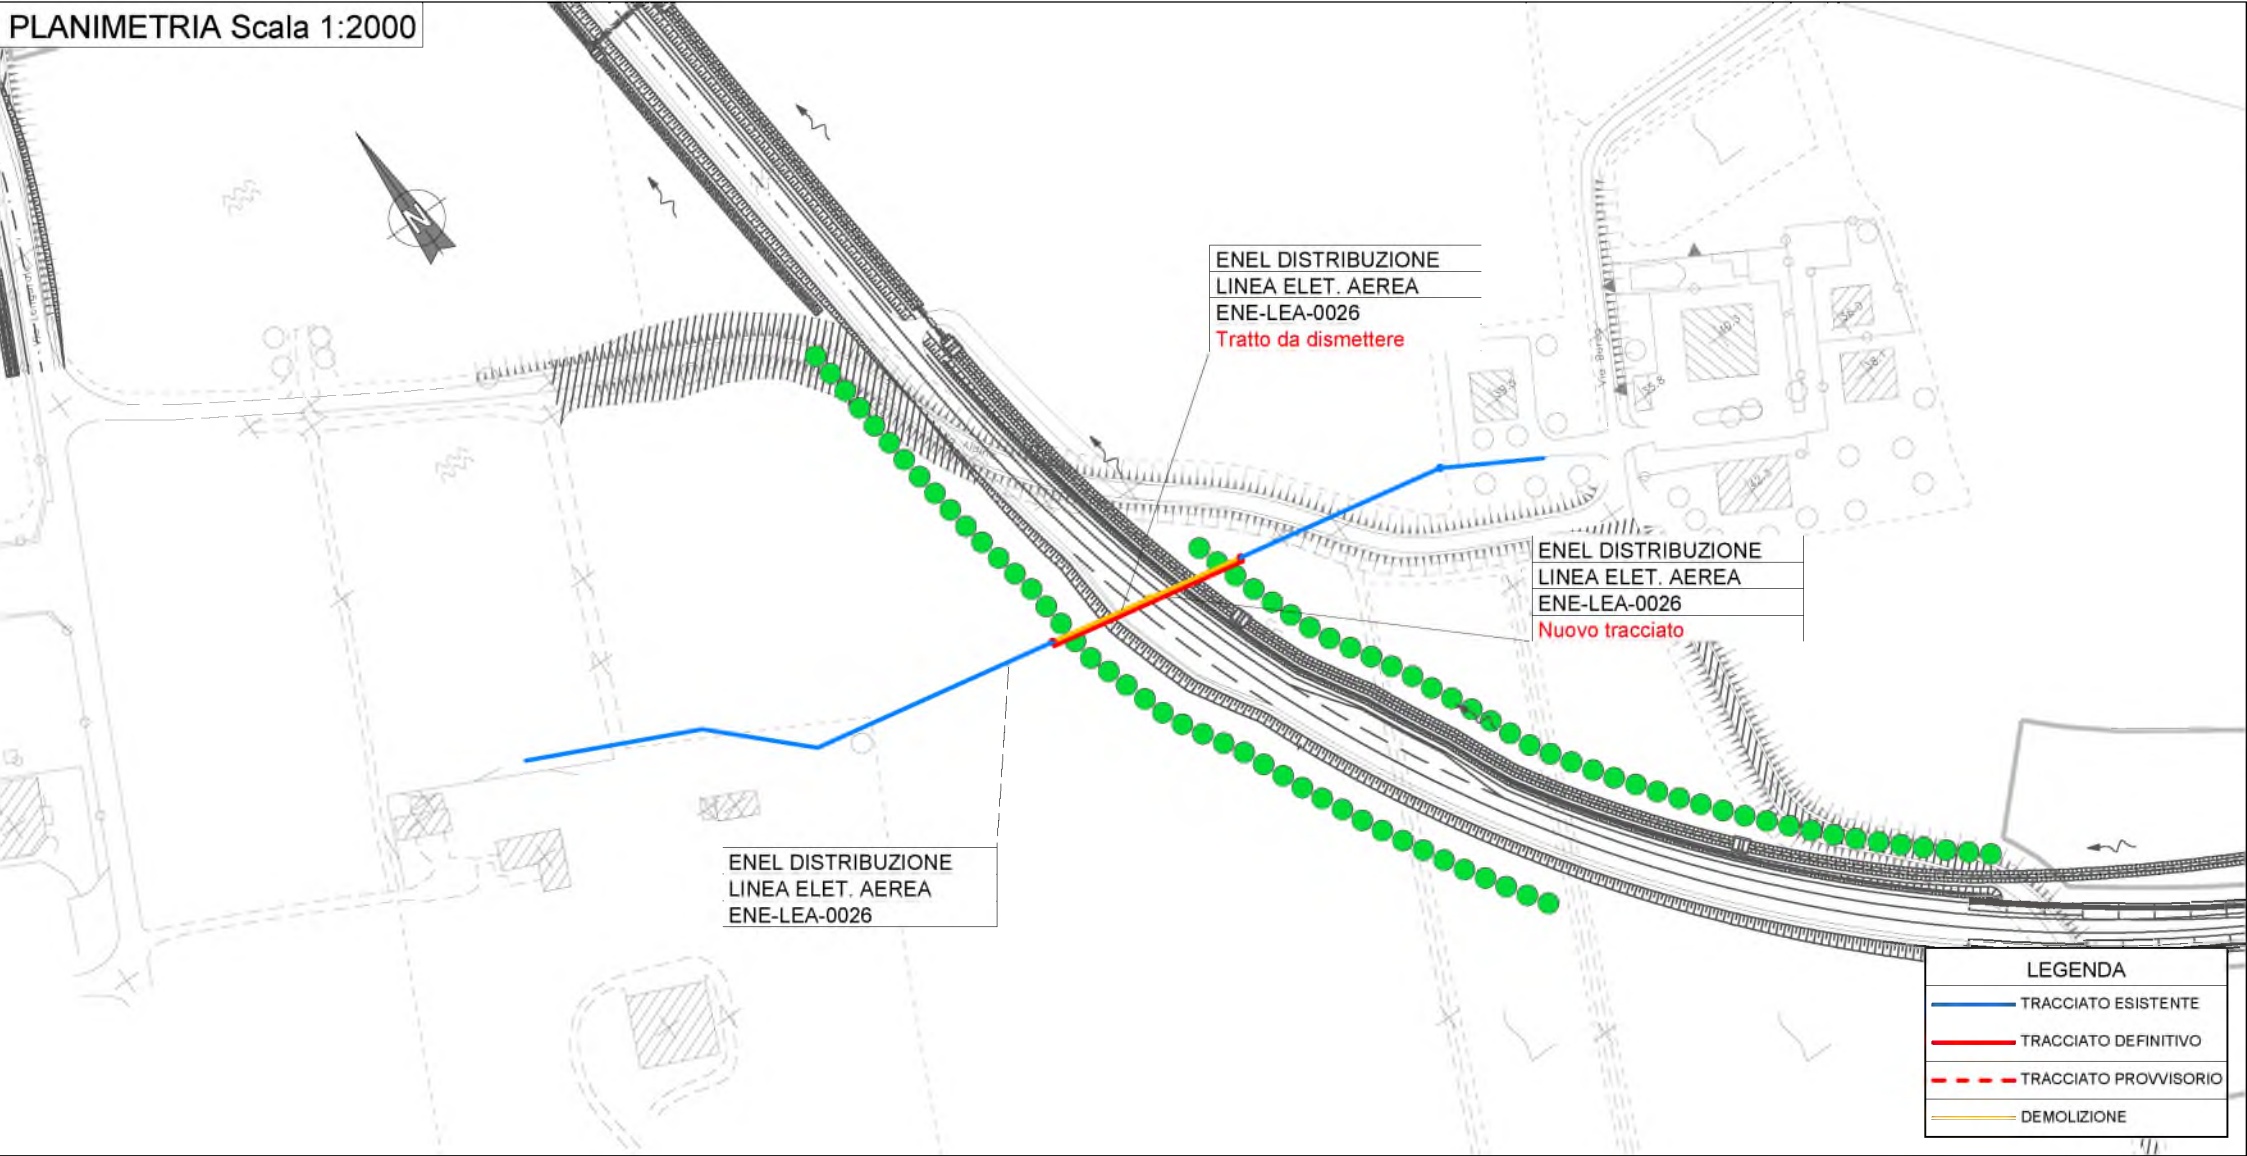 PLANIMETRIA Scala 1:2000
N
ENEL DISTRIBUZIONE
LINEA ELET. AEREA
ENE-LEA-0026
Tratto da dismettere
ENEL DISTRIBUZIONE
LINEA ELET. AEREA
ENE-LEA-0026
Nuovo tracciato
ENEL DISTRIBUZIONE
LINEA ELET. AEREA
ENE-LEA-0026
35.8
LEGENDA
TRACCIATO ESISTENTE
TRACCIATO DEFINITIVO
TRACCIATO PROVVISORIO
DEMOLIZIONE